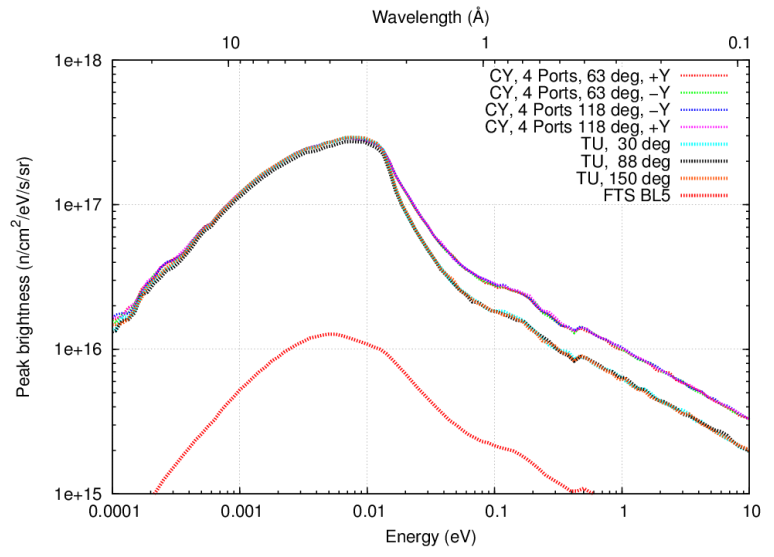 Wavelength (Å)
10 1 0.1
1e+18
CY, 4 Ports, 63 deg, +Y
CY, 4 Ports, 63 deg, −Y
CY, 4 Ports 118 deg, −Y
CY, 4 Ports 118 deg, +Y
TU, 30 deg
TU, 88 deg
TU, 150 deg
FTS BL5
1e+17
Peak brightness (n/cm^2/eV/s/sr)
1e+16
1e+15
0.0001 0.001 0.01 0.1 1 10
Energy (eV)